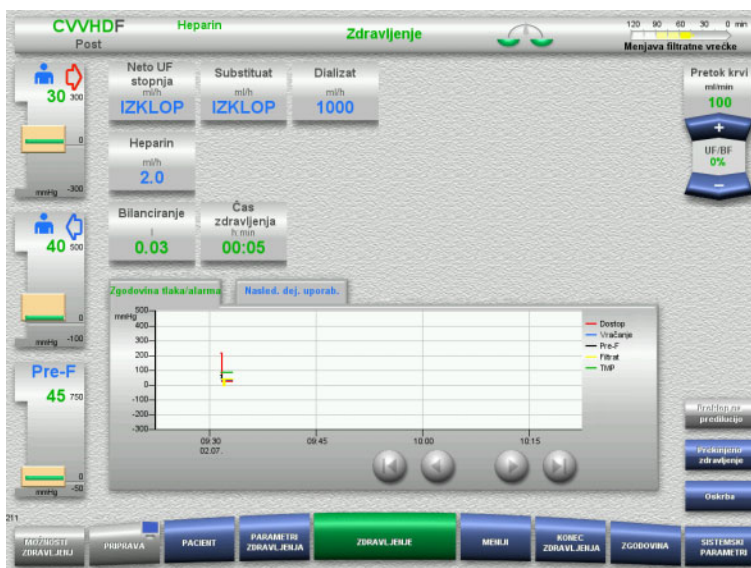 CVVHDF
Post
Heparin
Zdravljenje
120 90 60 30 0 min
Menjava filtratne vrečke
30
300
0
mmHg -300
40
500
0
mmHg -100
Pre-F
45
750
0
mmHg -50
Neto UF
stopnja
ml/h
IZKLOP
Substituat
ml/h
IZKLOP
Dializat
ml/h
1000
Heparin
ml/h
2.0
Bilanciranje
l
0.03
Čas
zdravljenja
h:min
00:05
Pretok krvi
ml/min
100
+
UF/BF
0%
–
Zgodovina tlaka/alarma
Nasled. dej. uporab.
mmHg
500
400
300
200
100
0
-100
-200
-300
09:30
02.07.
09:45
10:00
10:15
Dostop
Vračanje
Pre-F
Filtrat
TMP
predilucijo
Prekinjeno
zdravljenje
Oskrba
211
MOŽNOSTI
ZDRAVLJENJ
PRIPRAVA
PACIENT
PARAMETRI
ZDRAVLJENJA
ZDRAVLJENJE
MENIJI
KONEC
ZDRAVLJENJA
ZGODOVINA
SISTEMSKI
PARAMETRI